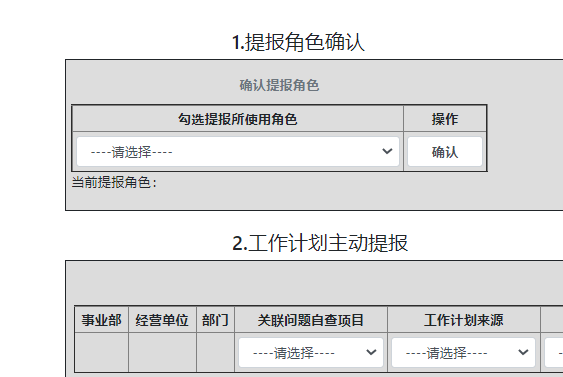 1.提报角色确认
确认提报角色
勾选提报所使用角色 操作
----请选择---- 确认
当前提报角色：
2.工作计划主动提报
事业部 经营单位 部门 关联问题自查项目 工作计划来源
----请选择---- ----请选择----